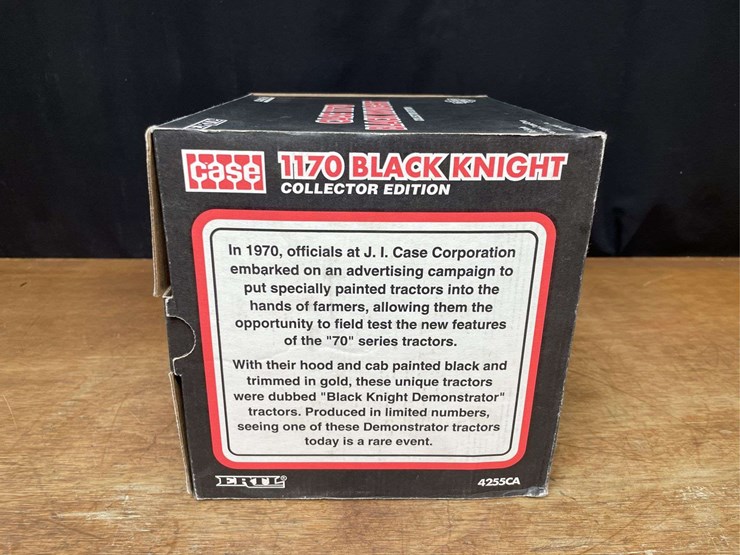 case
1170 BLACK KNIGHT
COLLECTOR EDITION
In 1970, officials at J. I. Case Corporation
embarked on an advertising campaign to
put specially painted tractors into the
hands of farmers, allowing them the
opportunity to field test the new features
of the "70" series tractors.
With their hood and cab painted black and
trimmed in gold, these unique tractors
were dubbed "Black Knight Demonstrator"
tractors. Produced in limited numbers,
seeing one of these Demonstrator tractors
today is a rare event.
ERTL®
4255CA